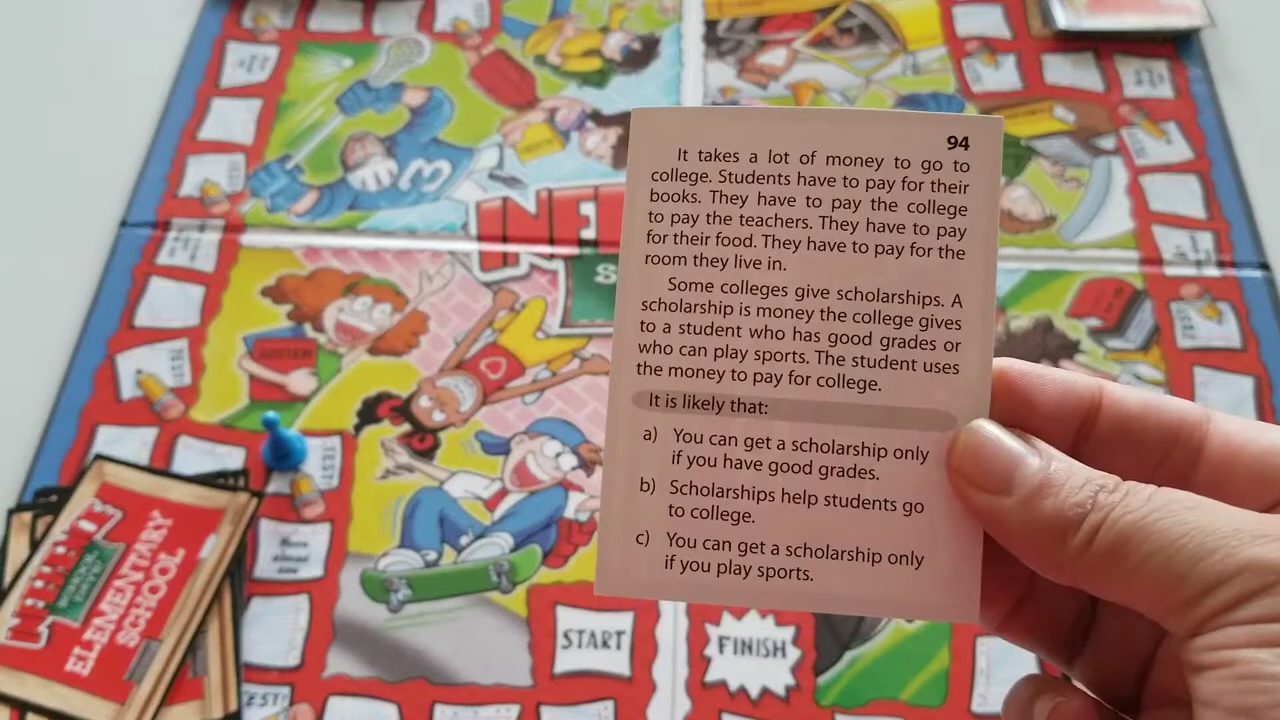 94
It takes a lot of money to go to
college. Students have to pay for their
books. They have to pay the college
to pay the teachers. They have to pay
for their food. They have to pay for the
room they live in.
Some colleges give scholarships. A
scholarship is money the college gives
to a student who has good grades or
who can play sports. The student uses
the money to pay for college.
It is likely that:
a) You can get a scholarship only
if you have good grades.
b) Scholarships help students go
to college.
c) You can get a scholarship only
if you play sports.
3
TEST!
TEST!
START
FINISH
ELEMENTARY
SCHOOL